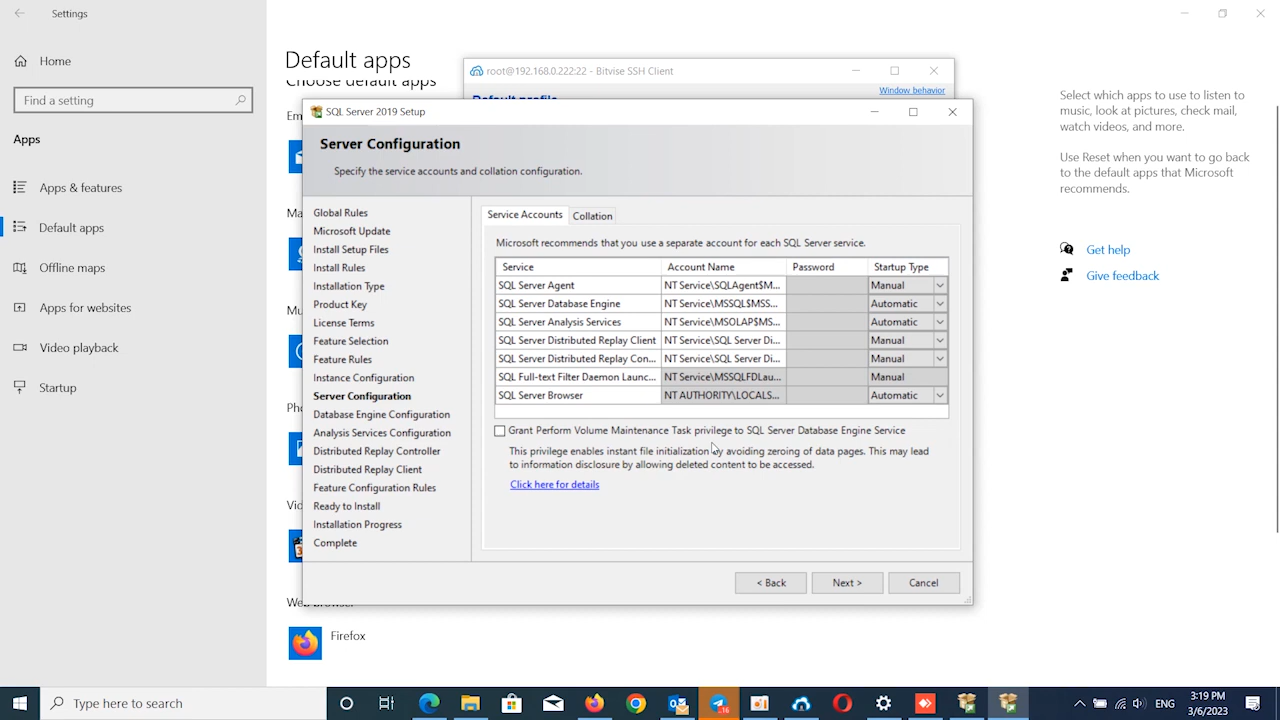 Settings
Home
Find a setting
Apps
Apps & features
Default apps
Offline maps
Apps for websites
Video playback
Startup
Default apps
Choose default apps
Em
Ma
Mu
Pho
Vid
Web browser
Firefox
root@192.168.0.222:22 - Bitvise SSH Client
Window behavior
Default profile
SQL Server 2019 Setup
Server Configuration
Specify the service accounts and collation configuration.
Global Rules
Microsoft Update
Install Setup Files
Install Rules
Installation Type
Product Key
License Terms
Feature Selection
Feature Rules
Instance Configuration
Server Configuration
Database Engine Configuration
Analysis Services Configuration
Distributed Replay Controller
Distributed Replay Client
Feature Configuration Rules
Ready to Install
Installation Progress
Complete
Service Accounts Collation
Microsoft recommends that you use a separate account for each SQL Server service.
Service Account Name Password Startup Type
SQL Server Agent NT Service\SQLAgent$M... Manual
SQL Server Database Engine NT Service\MSSQL$MSS... Automatic
SQL Server Analysis Services NT Service\MSOLAP$MS... Automatic
SQL Server Distributed Replay Client NT Service\SQL Server Di... Manual
SQL Server Distributed Replay Con... NT Service\SQL Server Di... Manual
SQL Full-text Filter Daemon Launc... NT Service\MSSQLFDLau... Manual
SQL Server Browser NT AUTHORITY\LOCALS... Automatic
Grant Perform Volume Maintenance Task privilege to SQL Server Database Engine Service
This privilege enables instant file initialization by avoiding zeroing of data pages. This may lead
to information disclosure by allowing deleted content to be accessed.
Click here for details
< Back Next > Cancel
Select which apps to use to listen to
music, look at pictures, check mail,
watch videos, and more.
Use Reset when you want to go back
to the default apps that Microsoft
recommends.
Get help
Give feedback
Type here to search
16
ENG
3:19 PM
3/6/2023